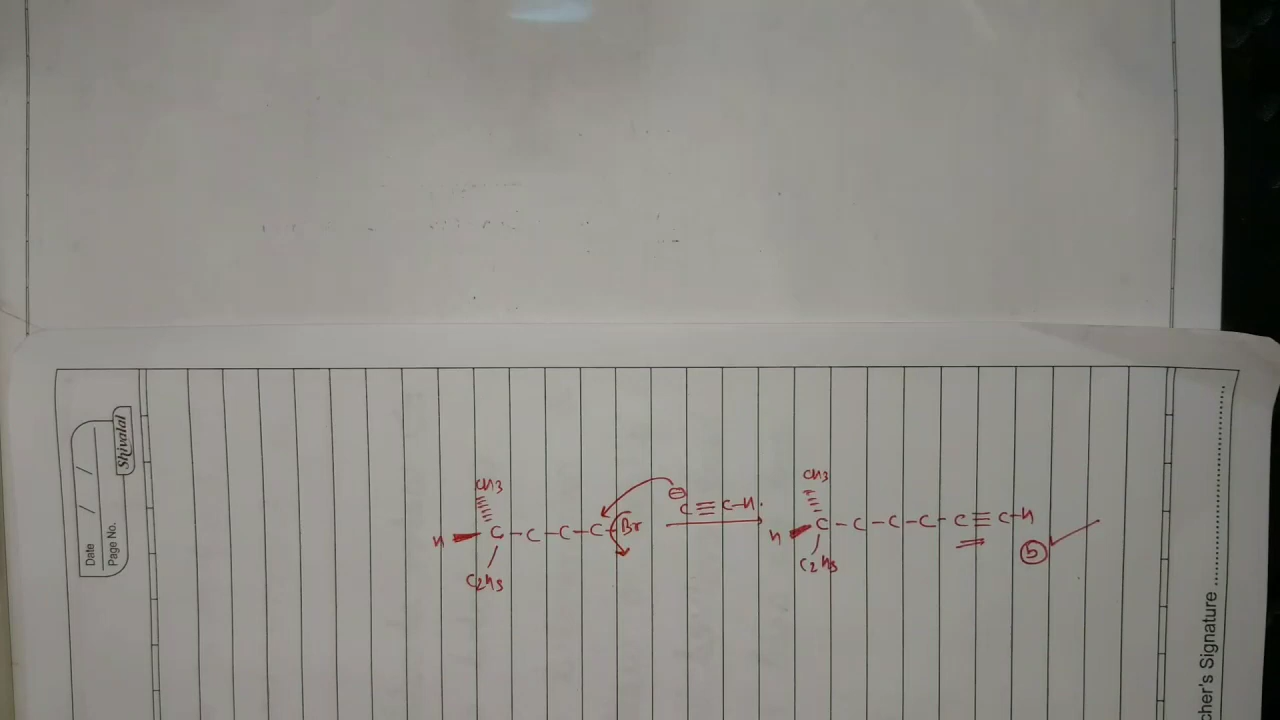 CH3
H C - C - C - C - Br
C2H5
⊖
C ≡ C - H.
CH3
H C - C - C - C - C ≡ C - H
C2H5
5
Shivalal
Date / /
Page No.
cher's Signature